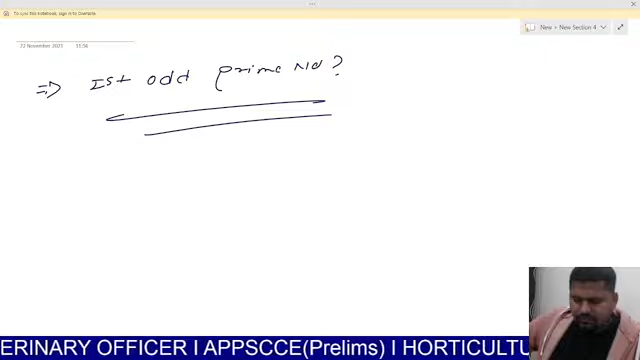 To sync this notebook, sign in to OneNote.
New + New Section 4
22 November 2021 11:56
=> Ist odd prime No ?
ERINARY OFFICER I APPSCCE(Prelims) I HORTICULTU